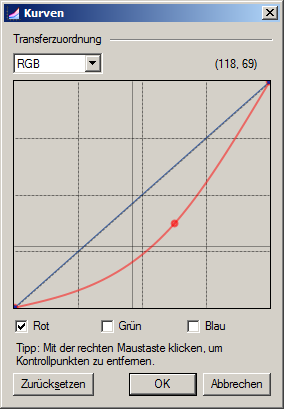 Kurven
Transferzuordnung
RGB (118, 69)
Rot Grün Blau
Tipp: Mit der rechten Maustaste klicken, um
Kontrollpunkten zu entfernen.
Zurücksetzen OK Abbrechen